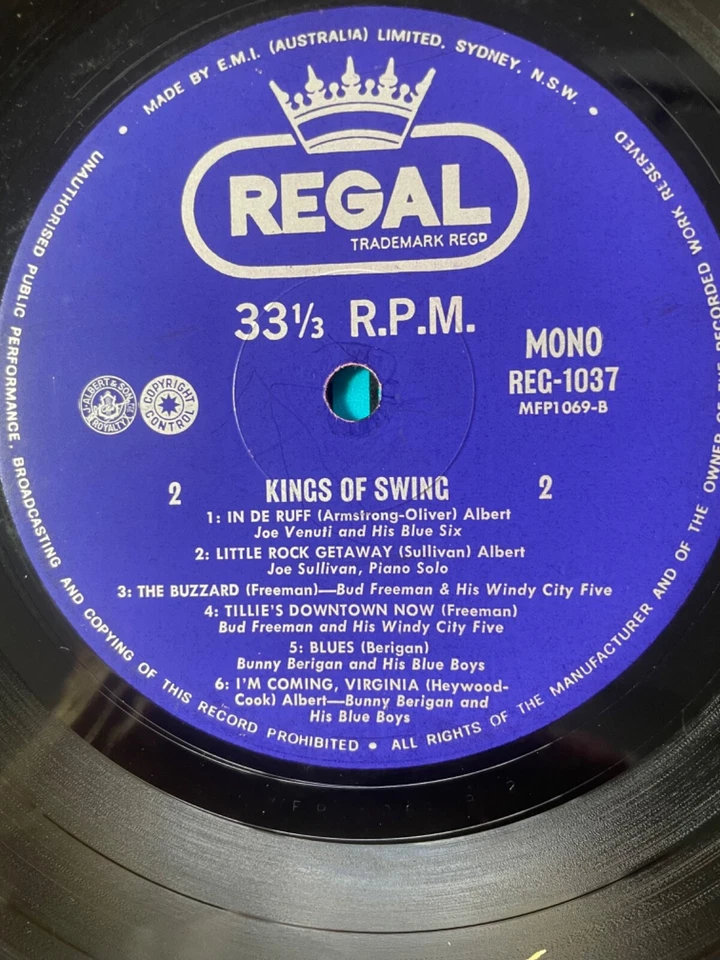 MADE BY E.M.I. (AUSTRALIA) LIMITED. SYDNEY. N.S.W.
REGAL
TRADEMARK REGD
33⅓ R.P.M.
MONO
REG-1037
MFP1069-B
J. ALBERT & SON
ROYALTY
COPYRIGHT
CONTROL
2 KINGS OF SWING 2
1: IN DE RUFF (Armstrong-Oliver) Albert
Joe Venuti and His Blue Six
2: LITTLE ROCK GETAWAY (Sullivan) Albert
Joe Sullivan, Piano Solo
3: THE BUZZARD (Freeman)—Bud Freeman & His Windy City Five
4: TILLIE'S DOWNTOWN NOW (Freeman)
Bud Freeman and His Windy City Five
5: BLUES (Berigan)
Bunny Berigan and His Blue Boys
6: I'M COMING, VIRGINIA (Heywood-
Cook) Albert—Bunny Berigan and
His Blue Boys
UNAUTHORISED PUBLIC PERFORMANCE, BROADCASTING AND COPYING OF THIS RECORD PROHIBITED • ALL RIGHTS OF THE MANUFACTURER AND OF THE OWNER OF RECORDED WORK RESERVED